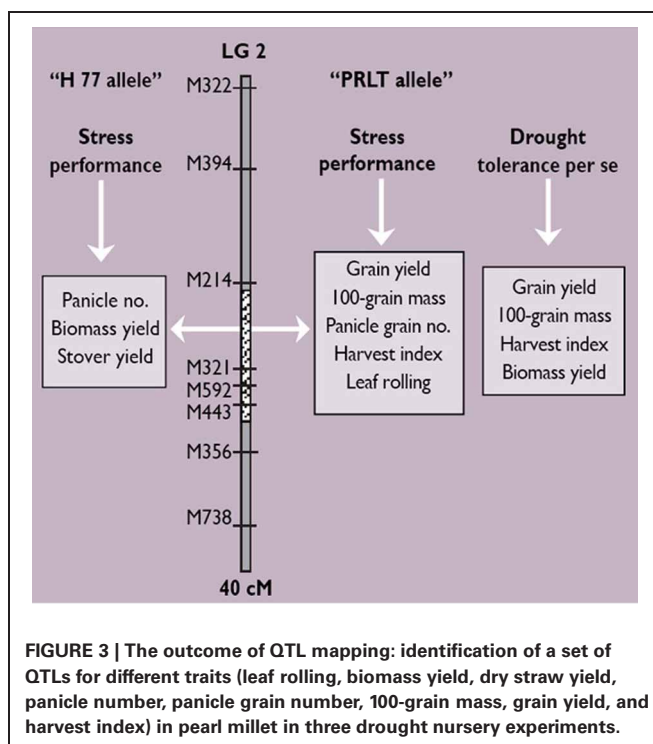 LG 2
"H 77 allele"
"PRLT allele"
Stress
performance
Stress
performance
Drought
tolerance per se
M322
M394
M214
M321
M592
M443
M356
M738
40 cM
Panicle no.
Biomass yield
Stover yield
Grain yield
100-grain mass
Panicle grain no.
Harvest index
Leaf rolling
Grain yield
100-grain mass
Harvest index
Biomass yield
FIGURE 3 | The outcome of QTL mapping: identification of a set of
QTLs for different traits (leaf rolling, biomass yield, dry straw yield,
panicle number, panicle grain number, 100-grain mass, grain yield, and
harvest index) in pearl millet in three drought nursery experiments.